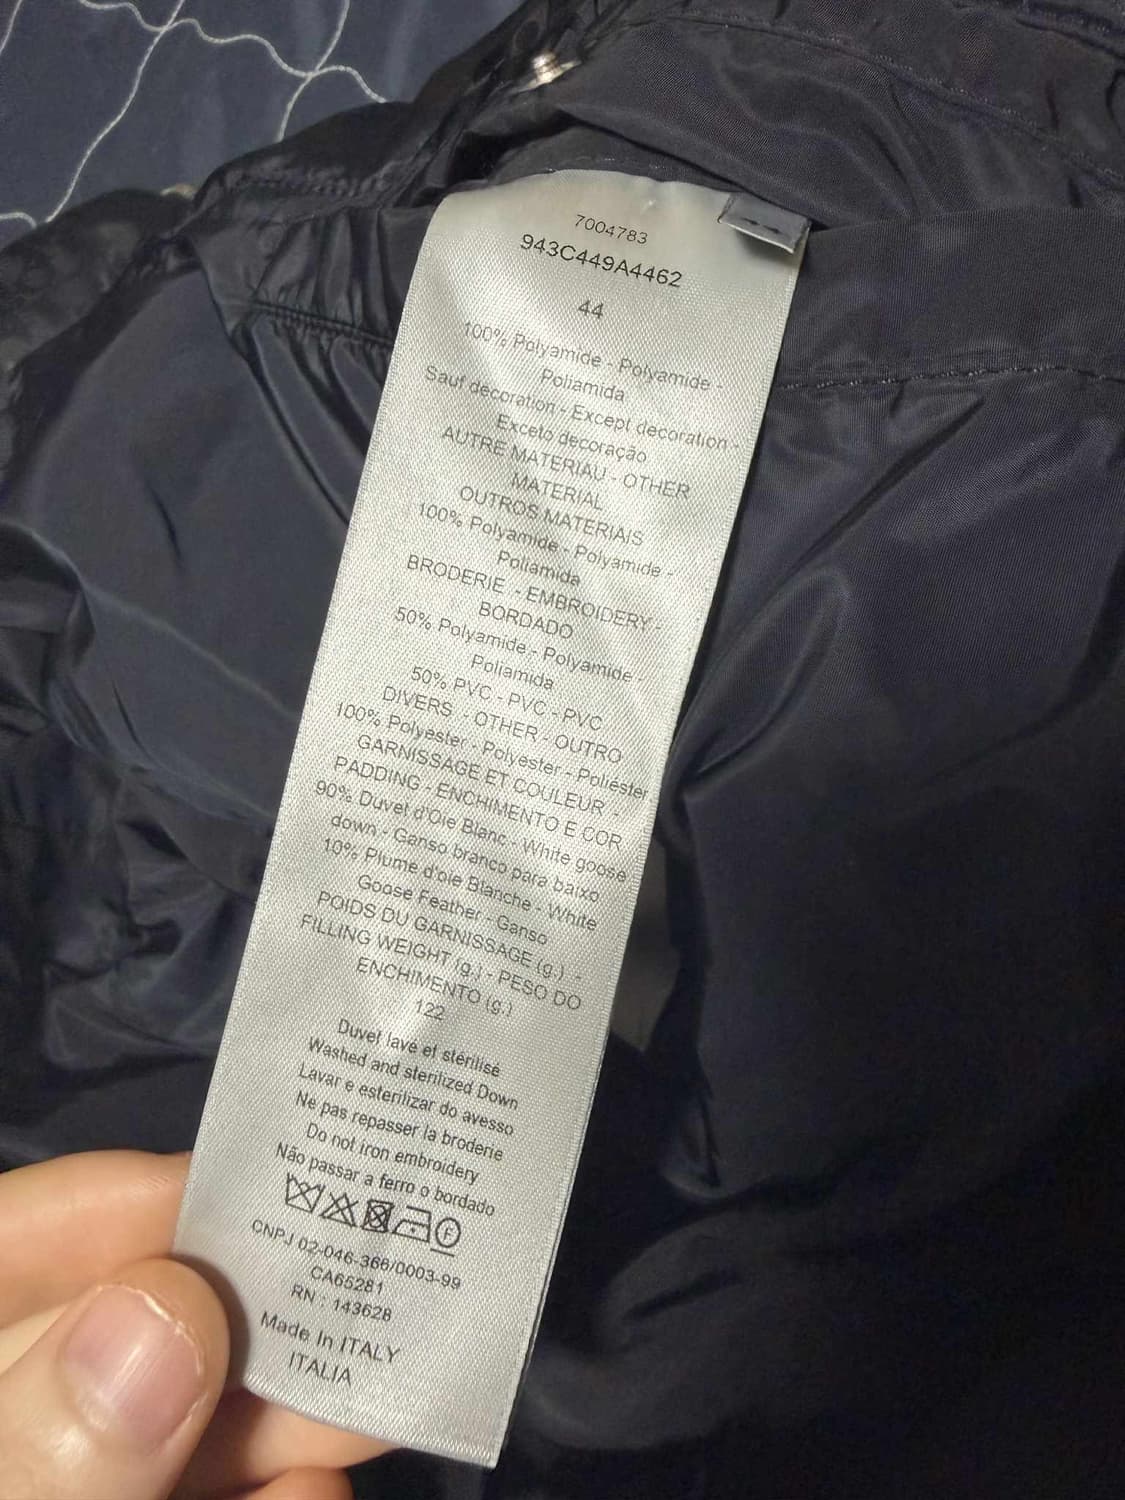 7004783
943C449A4462
44
100% Polyamide - Polyamide -
Poliamida
Sauf decoration - Except decoration -
Exceto decoração
AUTRE MATERIAU - OTHER
MATERIAL
OUTROS MATERIAIS
100% Polyamide - Polyamide -
Poliamida
BRODERIE - EMBROIDERY -
BORDADO
50% Polyamide - Polyamide -
Poliamida
50% PVC - PVC - PVC
DIVERS - OTHER - OUTRO
100% Polyester - Polyester - Poliéster
GARNISSAGE ET COULEUR -
PADDING - ENCHIMENTO E COR
90% Duvet d'Oie Blanc - White goose
down - Ganso branco para baixo
10% Plume d'oie Blanche - White
Goose Feather - Ganso
POIDS DU GARNISSAGE (g.) -
FILLING WEIGHT (g.) - PESO DO
ENCHIMENTO (g.)
122
Duvet lavé et stérilisé
Washed and sterilized Down
Lavar e esterilizar do avesso
Ne pas repasser la broderie
Do not iron embroidery
Não passar a ferro o bordado
F
CNPJ 02-046-366/0003-99
CA65281
RN : 143628
Made In ITALY
ITALIA